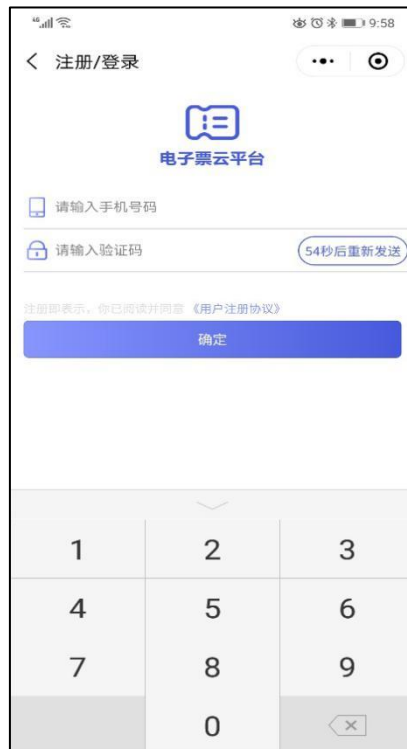 46 9:58
注册/登录
电子票云平台
请输入手机号码
请输入验证码 54秒后重新发送
注册即表示，你已阅读并同意 《用户注册协议》
确定
1 2 3
4 5 6
7 8 9
0